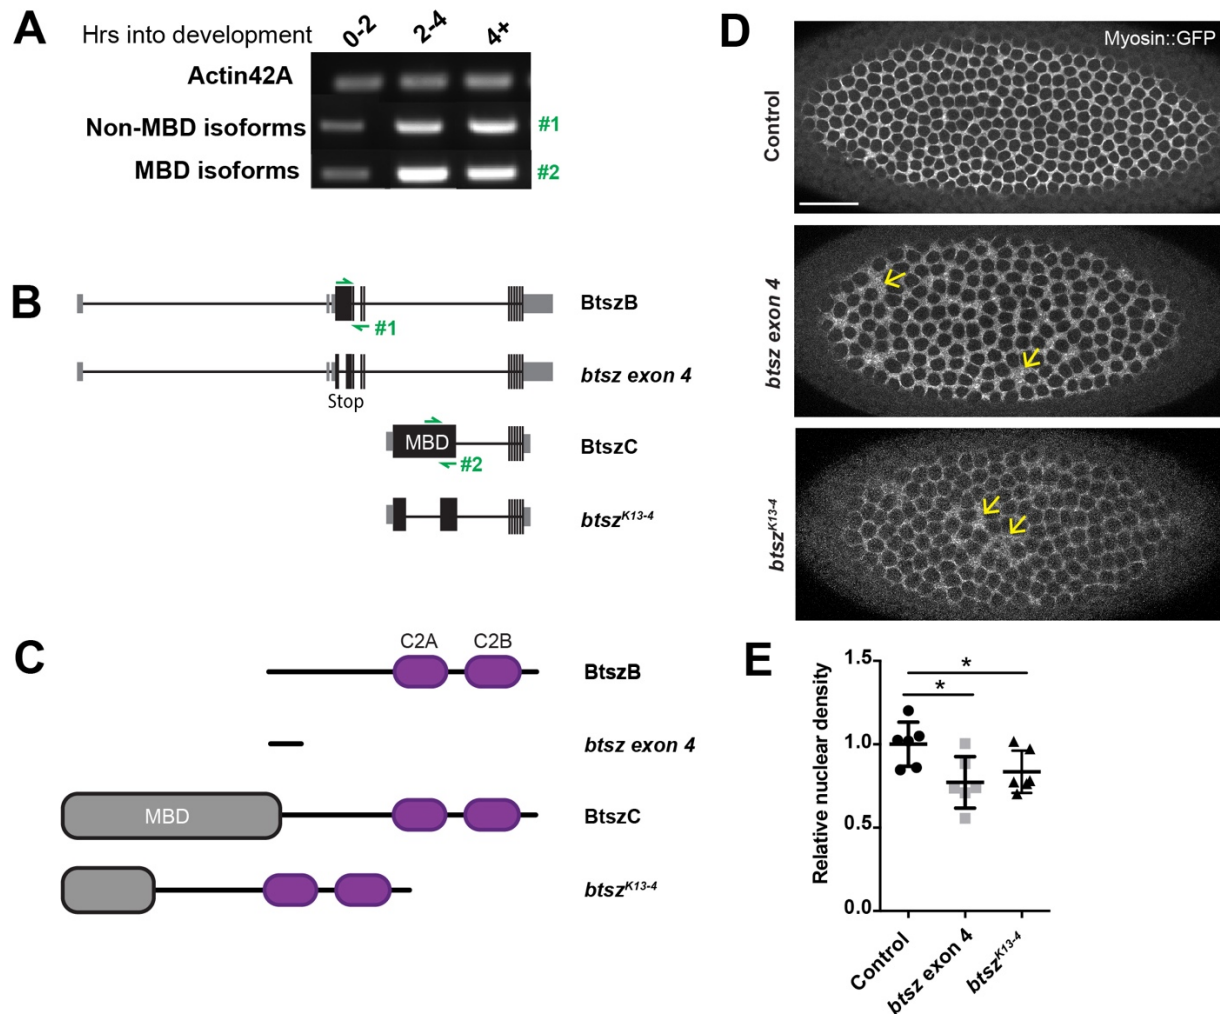 A
Hrs into development 0-2 2-4 4+
Actin42A
Non-MBD isoforms #1
MBD isoforms #2
B
BtszB
#1
btsz exon 4
Stop
MBD
BtszC
#2
btsz^K13-4
C
C2A C2B
BtszB
btsz exon 4
MBD
BtszC
btsz^K13-4
D
Myosin::GFP
Control
btsz exon 4
btsz^K13-4
E
Relative nuclear density
1.5
1.0
0.5
0.0
* *
Control
btsz exon 4
btsz^K13-4